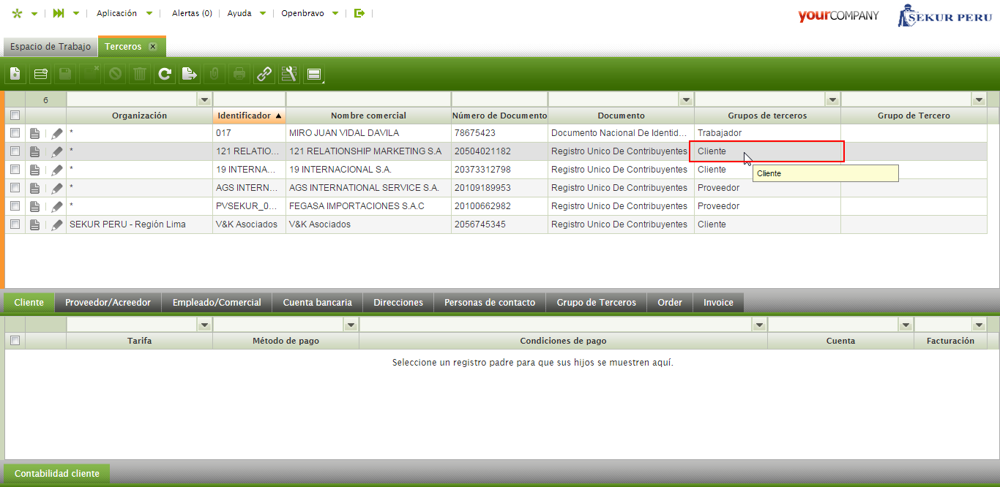 Aplicación Alertas (0) Ayuda Openbravo yourCOMPANY SEKUR PERU
Espacio de Trabajo Terceros x
6
Organización Identificador Nombre comercial Número de Documento Documento Grupos de terceros Grupo de Tercero
* 017 MIRO JUAN VIDAL DAVILA 78675423 Documento Nacional De Identid... Trabajador
* 121 RELATIO... 121 RELATIONSHIP MARKETING S.A 20504021182 Registro Unico De Contribuyentes Cliente
* 19 INTERNA... 19 INTERNACIONAL S.A. 20373312798 Registro Unico De Contribuyentes Cliente
Cliente
* AGS INTERN... AGS INTERNATIONAL SERVICE S.A. 20109189953 Registro Unico De Contribuyentes Proveedor
* PVSEKUR_0... FEGASA IMPORTACIONES S.A.C 20100662982 Registro Unico De Contribuyentes Proveedor
SEKUR PERU - Región Lima V&K Asociados V&K Asociados 2056745345 Registro Unico De Contribuyentes Cliente
Cliente Proveedor/Acreedor Empleado/Comercial Cuenta bancaria Direcciones Personas de contacto Grupo de Terceros Order Invoice
Tarifa Método de pago Condiciones de pago Cuenta Facturación
Seleccione un registro padre para que sus hijos se muestren aquí.
Contabilidad cliente